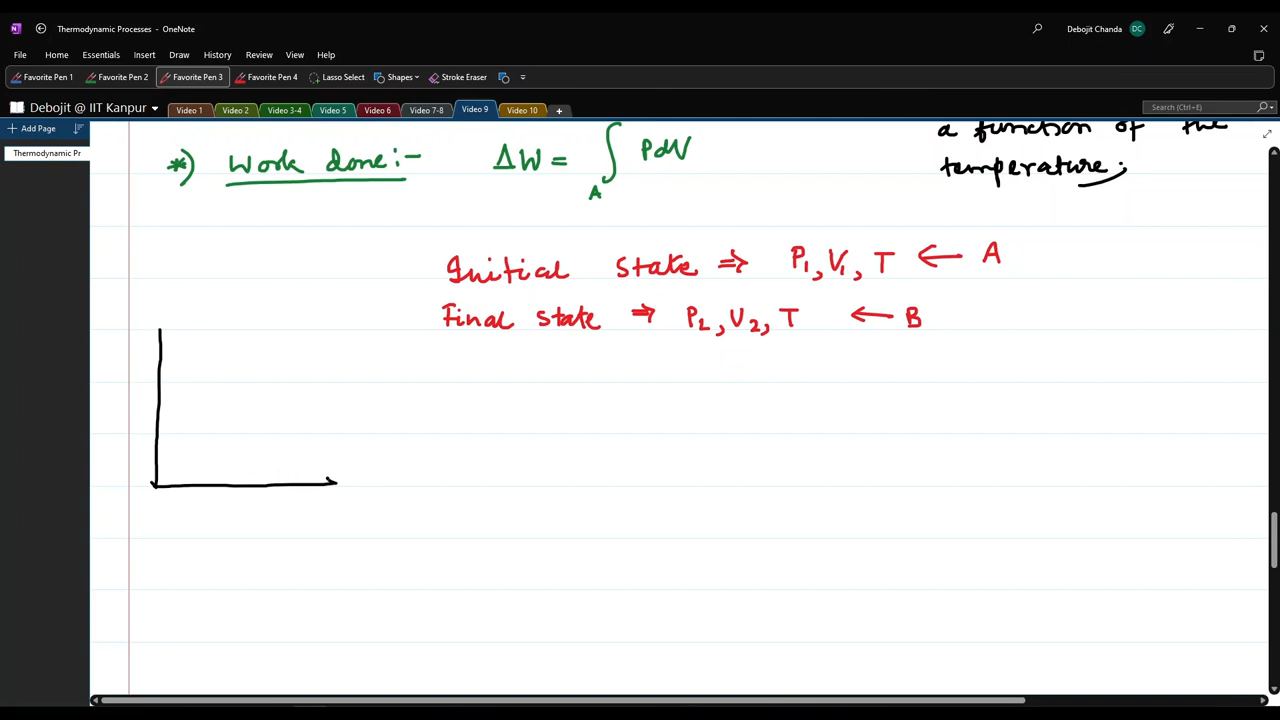 Thermodynamic Processes - OneNote
Debojit Chanda DC
File Home Essentials Insert Draw History Review View Help
Favorite Pen 1 Favorite Pen 2 Favorite Pen 3 Favorite Pen 4 Lasso Select Shapes Stroke Eraser
Debojit @ IIT Kanpur Video 1 Video 2 Video 3-4 Video 5 Video 6 Video 7-8 Video 9 Video 10 + Search (Ctrl+E)
+ Add Page
Thermodynamic Pr
a function of the
temperature;
*) Work done:- ΔW = ∫A PdV
Initial state ⇒ P₁, V₁, T ← A
Final state ⇒ P₂, V₂, T ← B